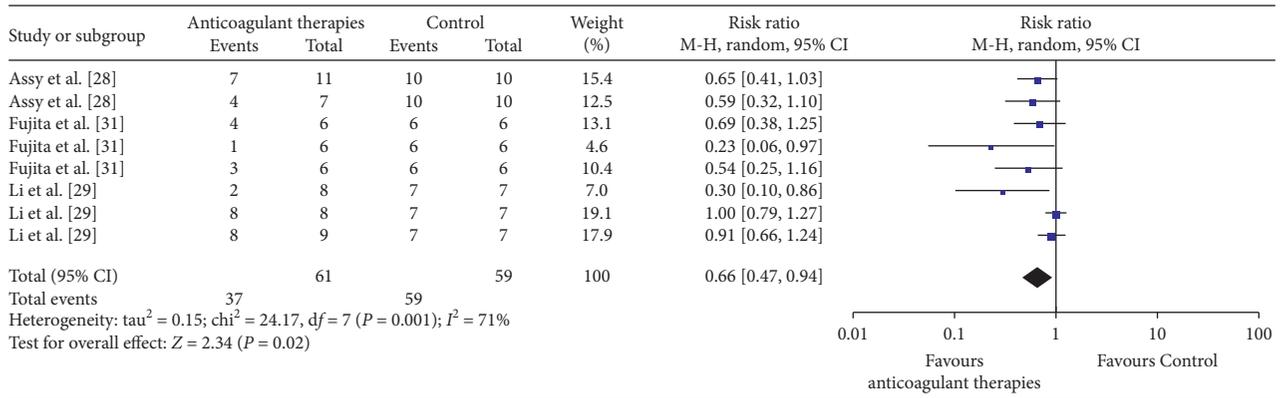 Study or subgroup Anticoagulant therapies Control Weight (%) Risk ratio Risk ratio
Events Total Events Total M-H, random, 95% CI M-H, random, 95% CI
Assy et al. [28] 7 11 10 10 15.4 0.65 [0.41, 1.03]
Assy et al. [28] 4 7 10 10 12.5 0.59 [0.32, 1.10]
Fujita et al. [31] 4 6 6 6 13.1 0.69 [0.38, 1.25]
Fujita et al. [31] 1 6 6 6 4.6 0.23 [0.06, 0.97]
Fujita et al. [31] 3 6 6 6 10.4 0.54 [0.25, 1.16]
Li et al. [29] 2 8 7 7 7.0 0.30 [0.10, 0.86]
Li et al. [29] 8 8 7 7 19.1 1.00 [0.79, 1.27]
Li et al. [29] 8 9 7 7 17.9 0.91 [0.66, 1.24]
Total (95% CI) 61 59 100 0.66 [0.47, 0.94]
Total events 37 59
Heterogeneity: tau² = 0.15; chi² = 24.17, df = 7 (P = 0.001); I² = 71%
Test for overall effect: Z = 2.34 (P = 0.02)
0.01 0.1 1 10 100
Favours anticoagulant therapies
Favours Control